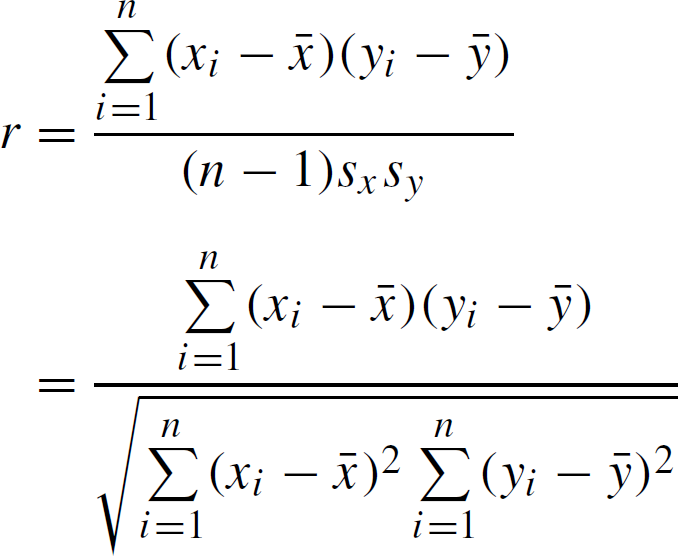 r = \frac{\sum_{i=1}^{n} (x_i - \bar{x})(y_i - \bar{y})}{(n - 1)s_x s_y}
= \frac{\sum_{i=1}^{n} (x_i - \bar{x})(y_i - \bar{y})}{\sqrt{\sum_{i=1}^{n} (x_i - \bar{x})^2 \sum_{i=1}^{n} (y_i - \bar{y})^2}}